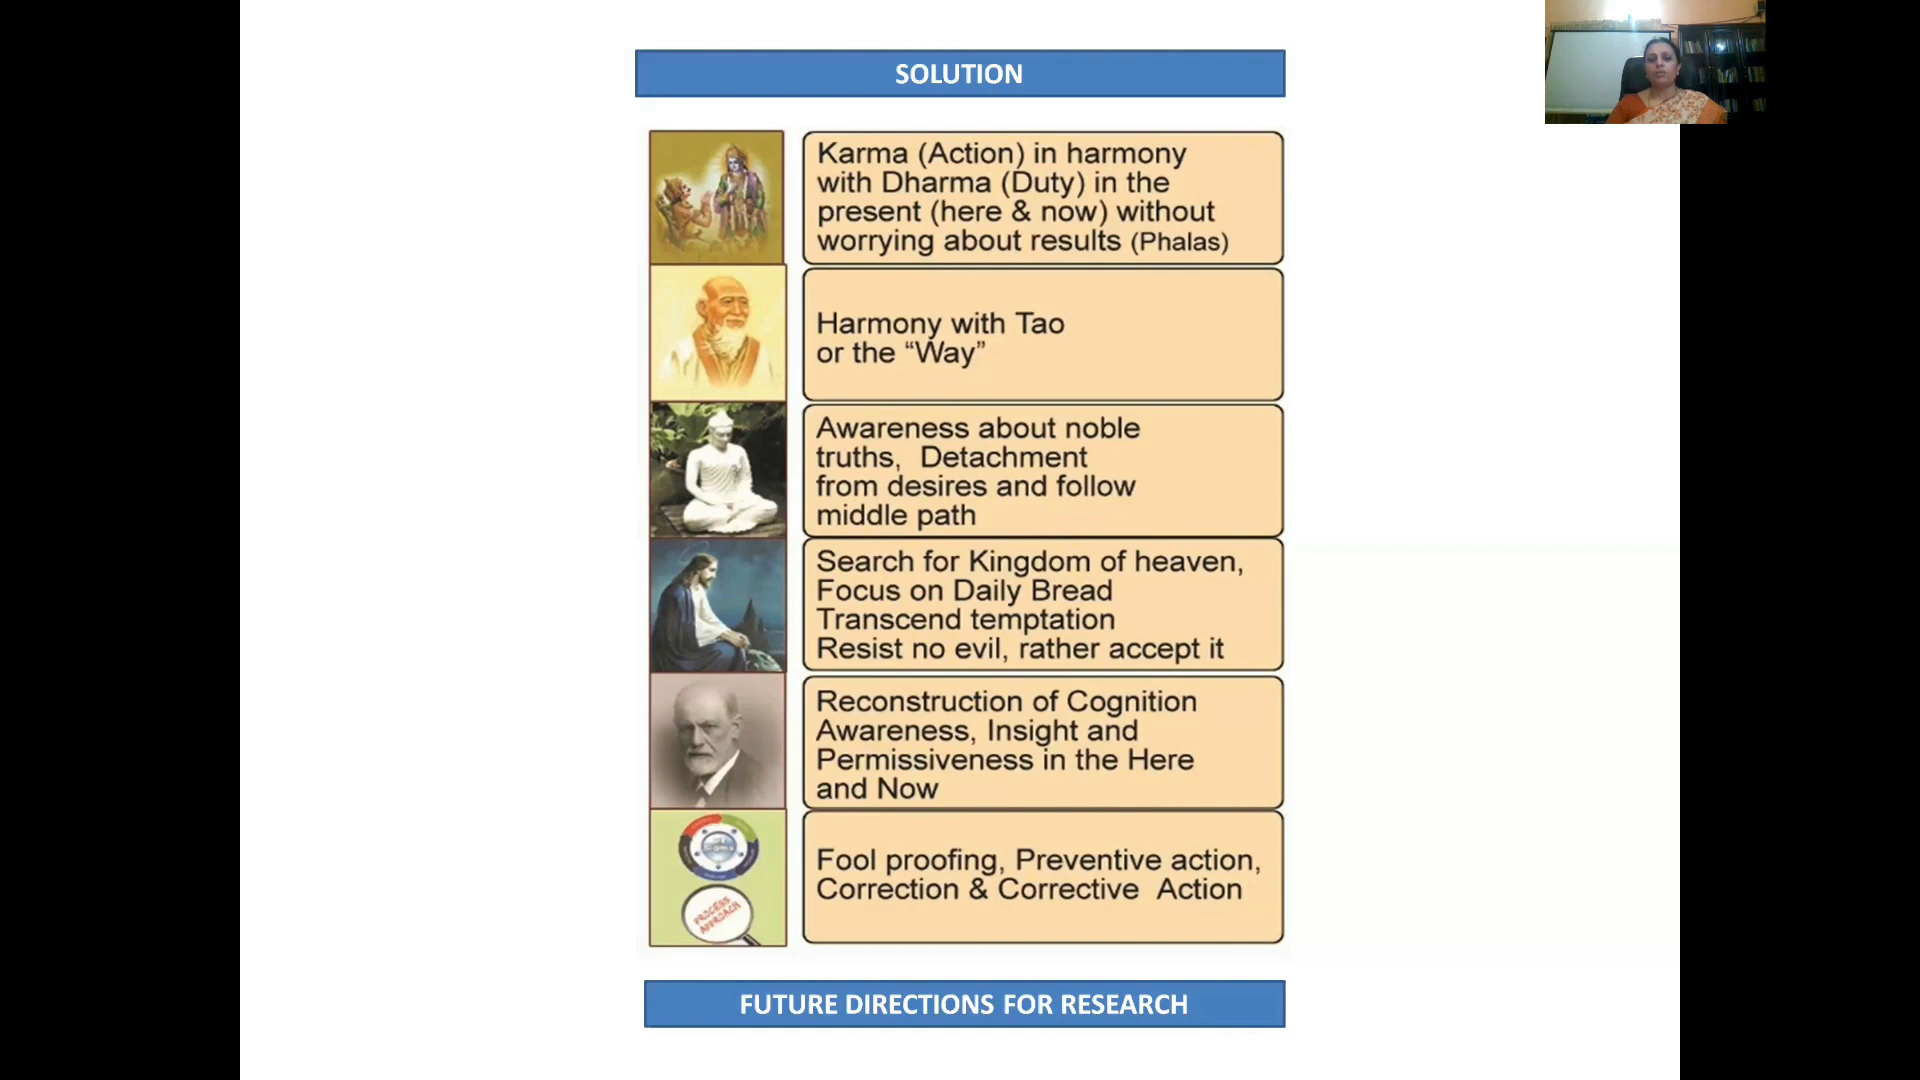 SOLUTION
Karma (Action) in harmony
with Dharma (Duty) in the
present (here & now) without
worrying about results (Phalas)
Harmony with Tao
or the “Way”
Awareness about noble
truths, Detachment
from desires and follow
middle path
Search for Kingdom of heaven,
Focus on Daily Bread
Transcend temptation
Resist no evil, rather accept it
Reconstruction of Cognition
Awareness, Insight and
Permissiveness in the Here
and Now
Sigma
PROCESS
APPROACH
Fool proofing, Preventive action,
Correction & Corrective Action
FUTURE DIRECTIONS FOR RESEARCH